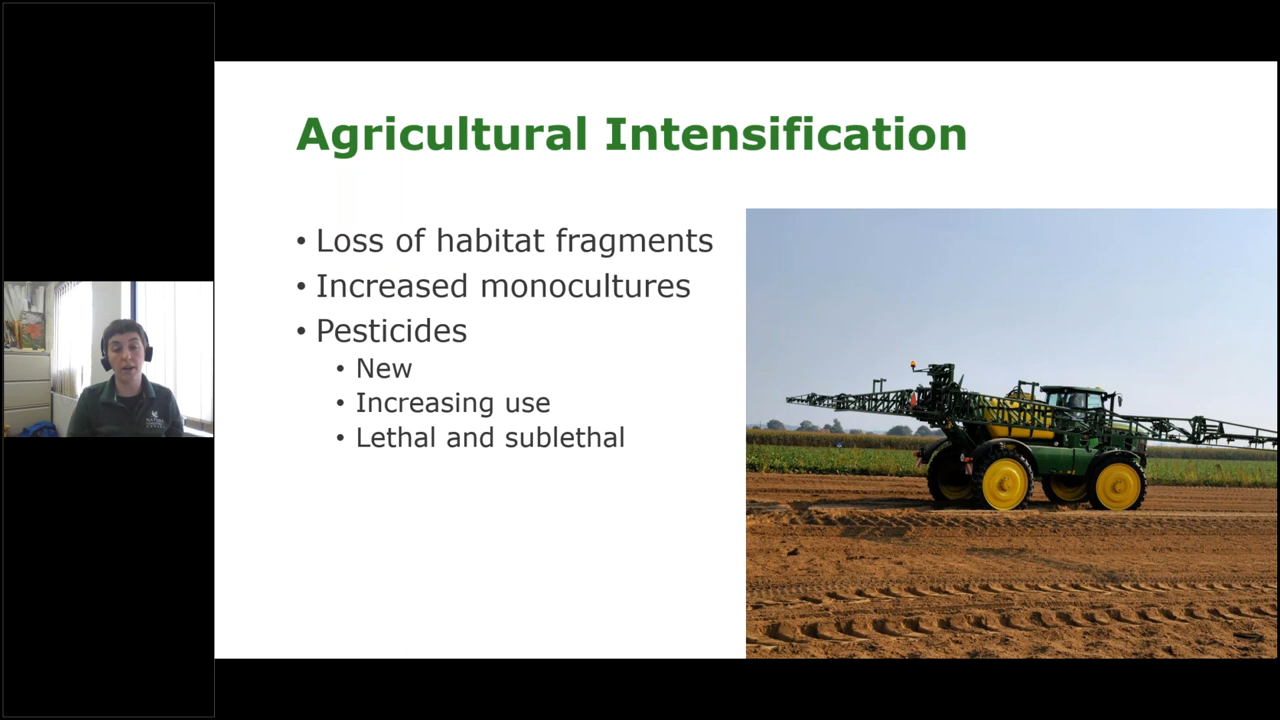 Agricultural Intensification
• Loss of habitat fragments
• Increased monocultures
• Pesticides
• New
• Increasing use
• Lethal and sublethal